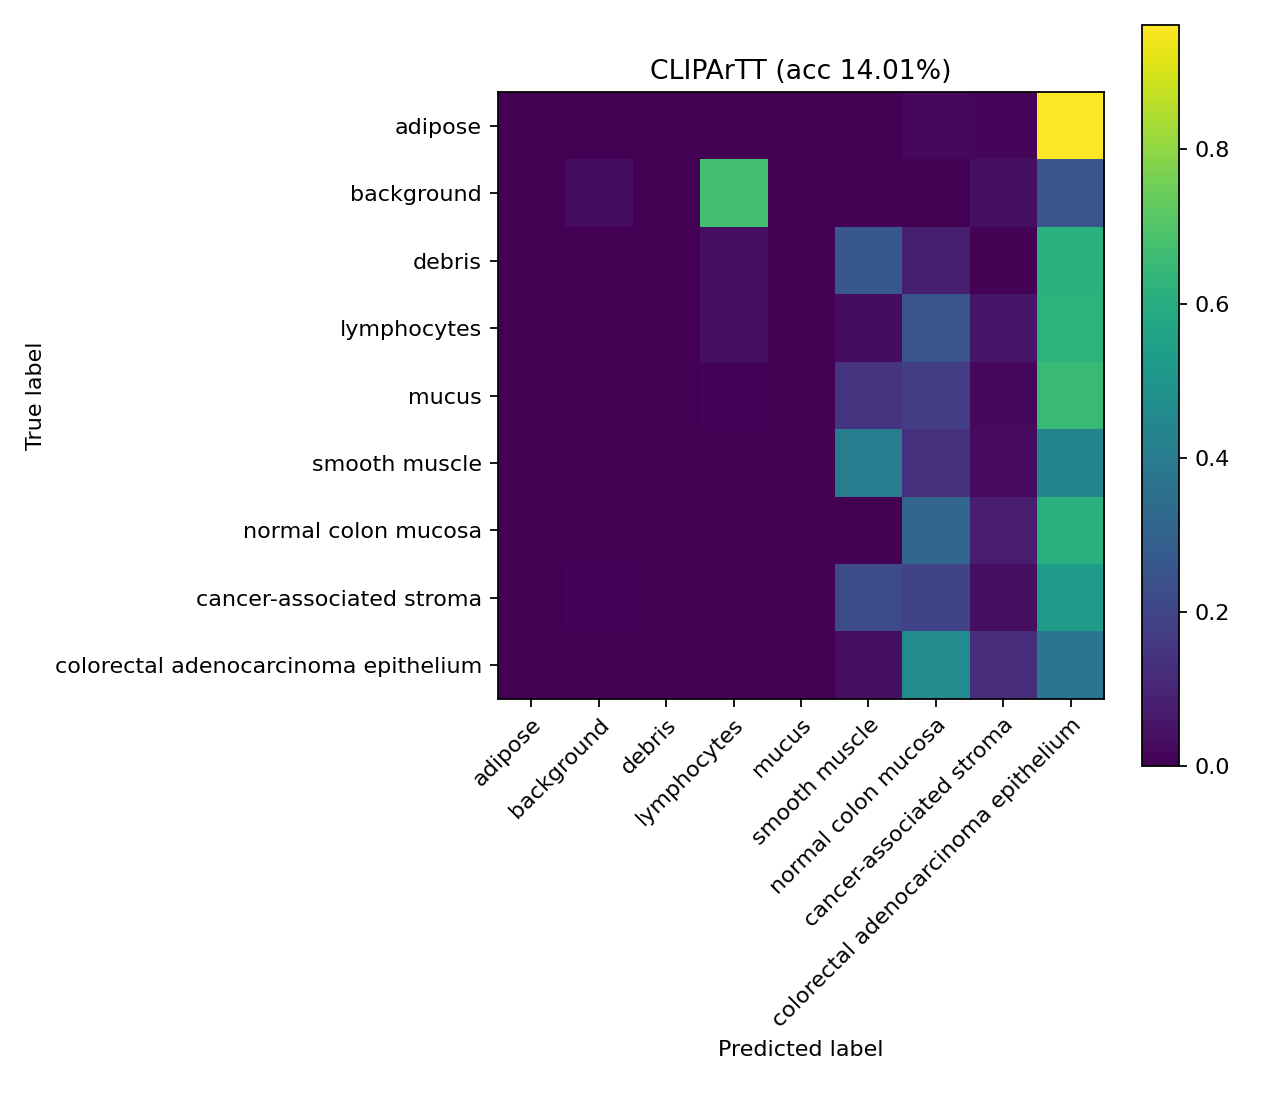 CLIPArTT (acc 14.01%)
True label
adipose
background
debris
lymphocytes
mucus
smooth muscle
normal colon mucosa
cancer-associated stroma
colorectal adenocarcinoma epithelium
adipose
background
debris
lymphocytes
mucus
smooth muscle
normal colon mucosa
cancer-associated stroma
colorectal adenocarcinoma epithelium
Predicted label
0.8
0.6
0.4
0.2
0.0